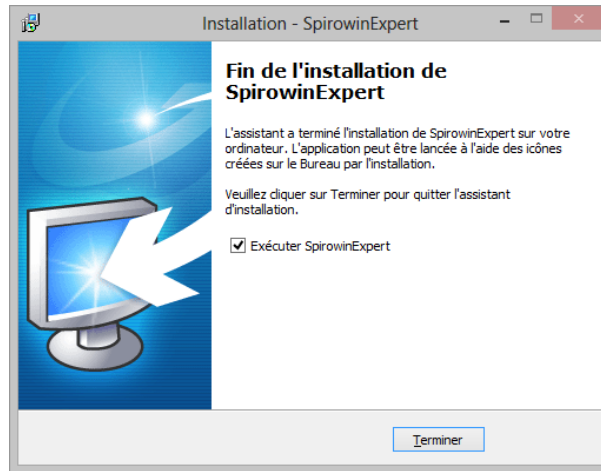 Installation - SpirowinExpert
Fin de l'installation de
SpirowinExpert
L'assistant a terminé l'installation de SpirowinExpert sur votre
ordinateur. L'application peut être lancée à l'aide des icônes
créées sur le Bureau par l'installation.
Veuillez cliquer sur Terminer pour quitter l'assistant
d'installation.
Exécuter SpirowinExpert
Terminer